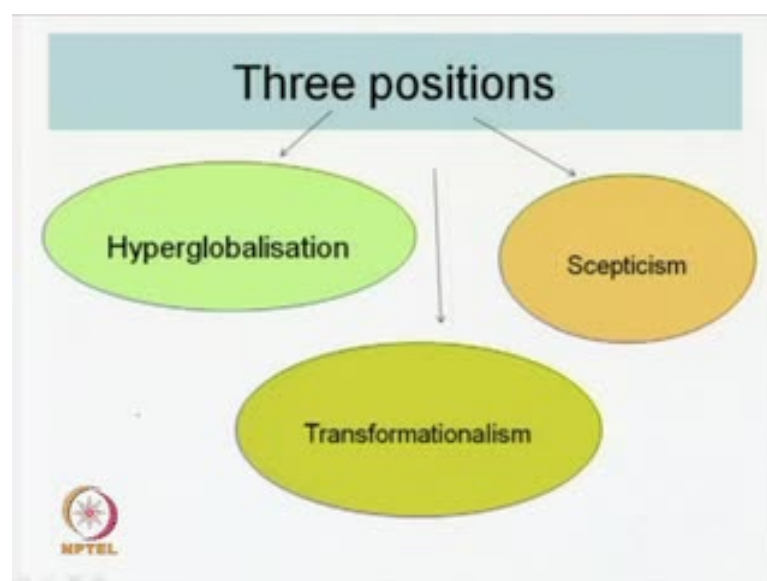 Three positions
Hyperglobalisation
Scepticism
Transformationalism
NPTEL